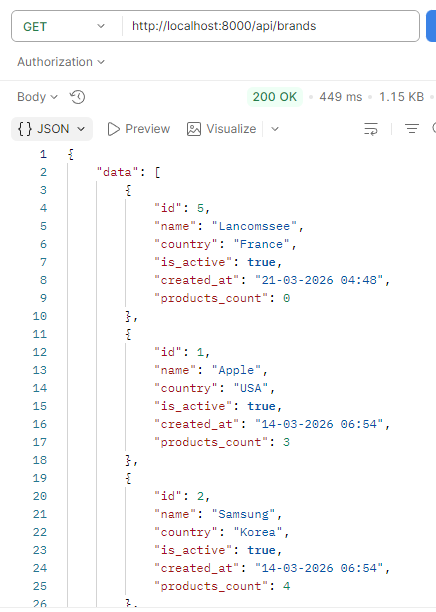 GET http://localhost:8000/api/brands
Authorization
Body 200 OK • 449 ms • 1.15 KB •
{} JSON Preview Visualize
1 {
2 "data": [
3 {
4 "id": 5,
5 "name": "Lancomssee",
6 "country": "France",
7 "is_active": true,
8 "created_at": "21-03-2026 04:48",
9 "products_count": 0
10 },
11 {
12 "id": 1,
13 "name": "Apple",
14 "country": "USA",
15 "is_active": true,
16 "created_at": "14-03-2026 06:54",
17 "products_count": 3
18 },
19 {
20 "id": 2,
21 "name": "Samsung",
22 "country": "Korea",
23 "is_active": true,
24 "created_at": "14-03-2026 06:54",
25 "products_count": 4
26 },